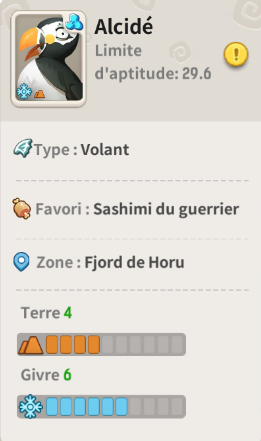 Alcidé
Limite
d'aptitude: 29.6
Type : Volant
Favori : Sashimi du guerrier
Zone : Fjord de Horu
Terre 4
Givre 6